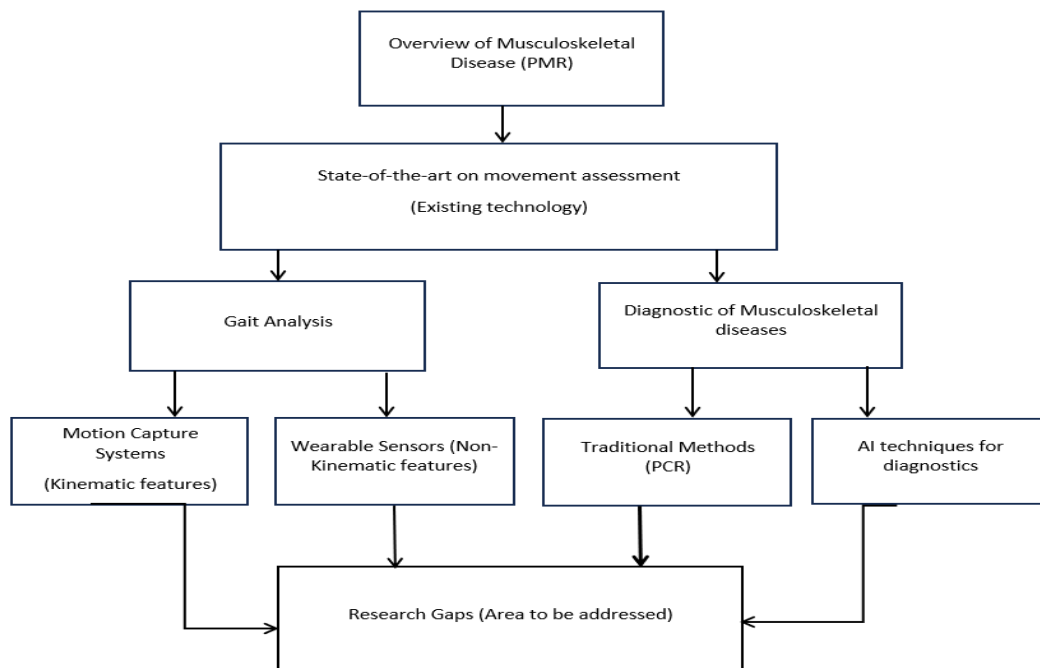 Overview of Musculoskeletal
Disease (PMR)
State-of-the-art on movement assessment
(Existing technology)
Gait Analysis
Diagnostic of Musculoskeletal
diseases
Motion Capture
Systems
(Kinematic features)
Wearable Sensors (Non-
Kinematic features)
Traditional Methods
(PCR)
AI techniques for
diagnostics
Research Gaps (Area to be addressed)